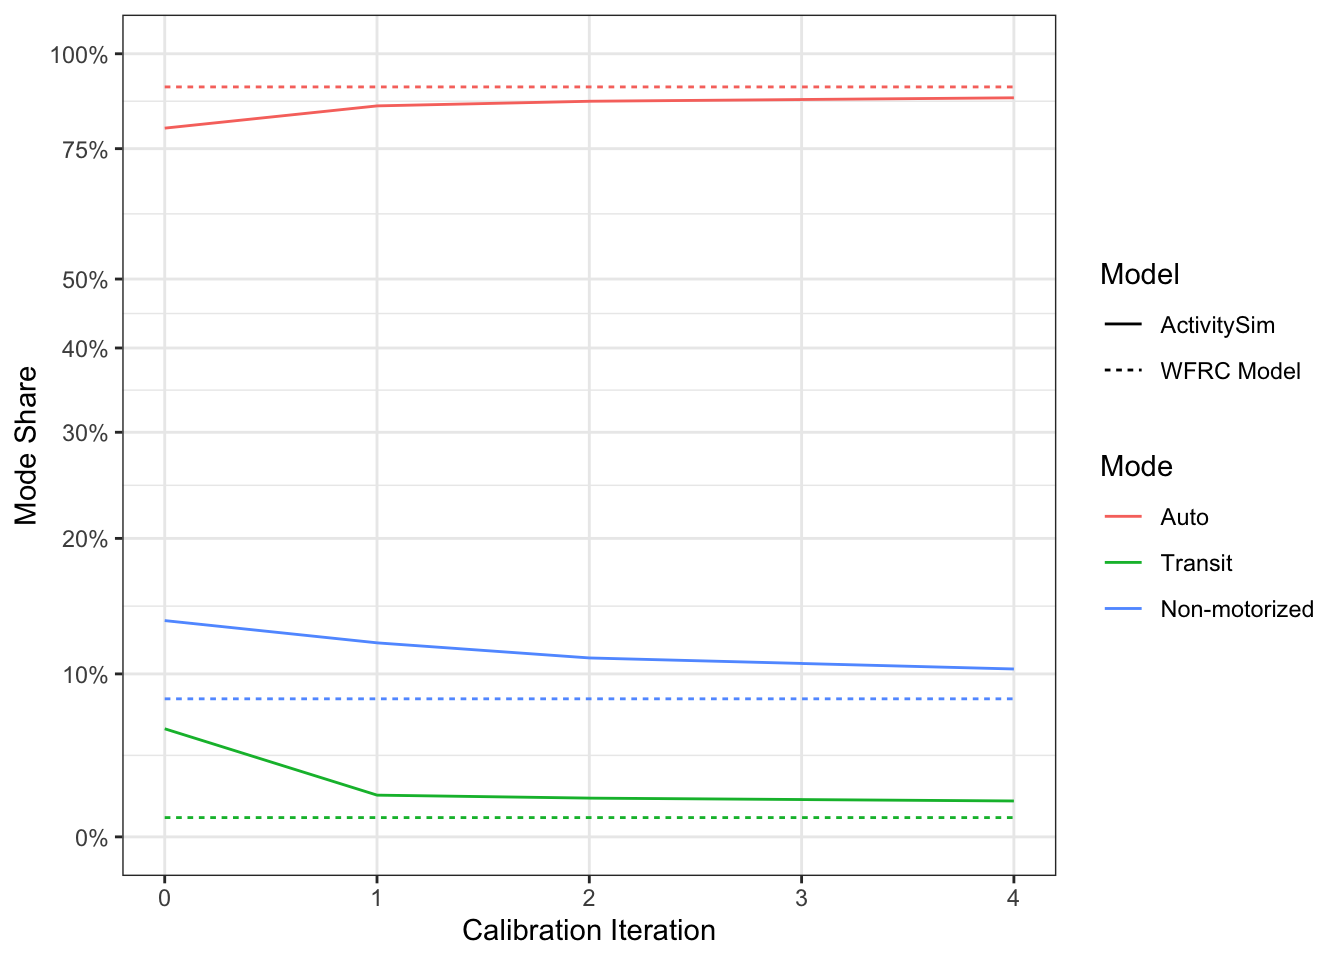 100%
75%
50%
40%
30%
20%
10%
0%
Mode Share
0 1 2 3 4
Calibration Iteration
Model
ActivitySim
WFRC Model
Mode
Auto
Transit
Non-motorized